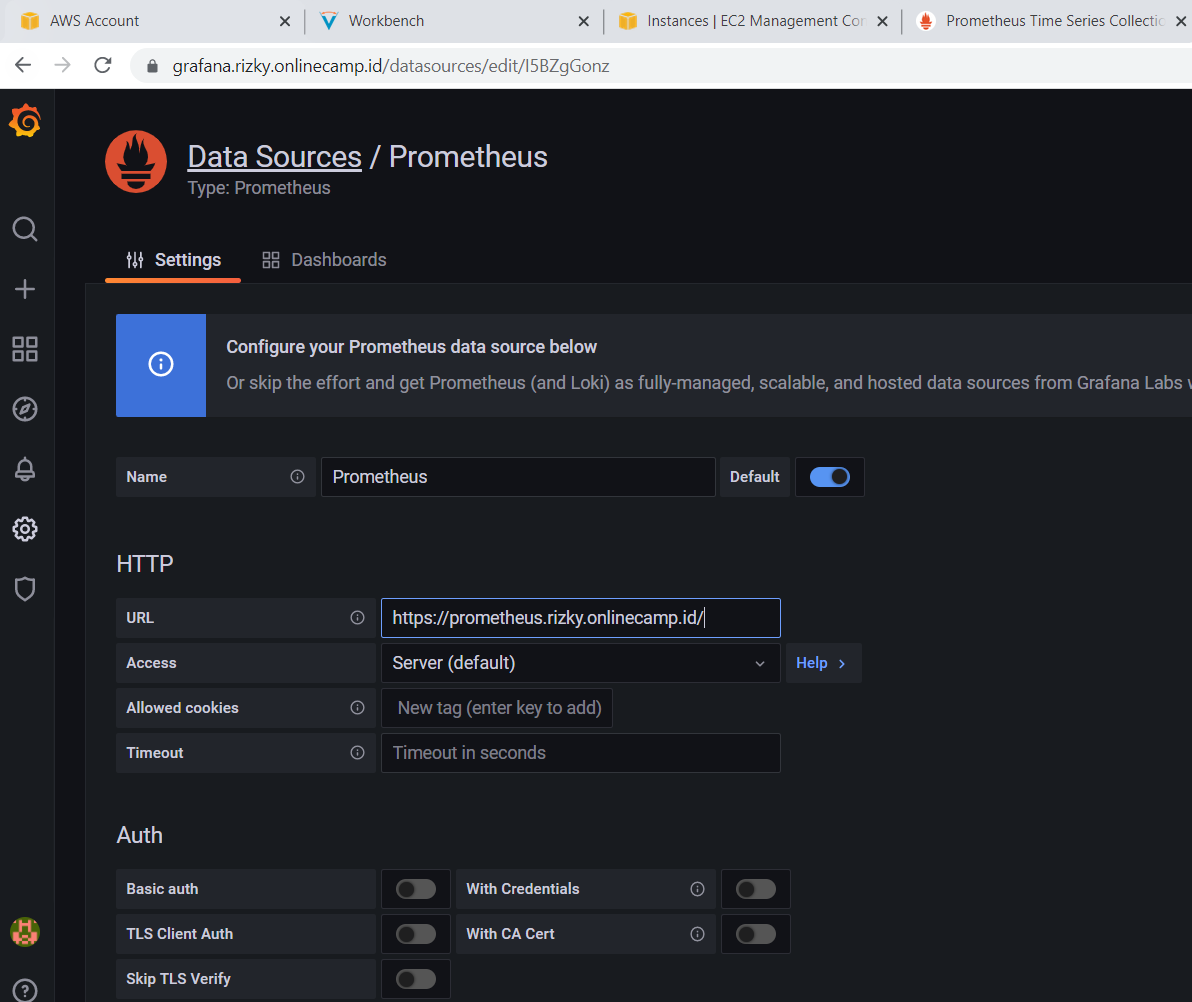 AWS Account
Workbench
Instances | EC2 Management Con
Prometheus Time Series Collectic
grafana.rizky.onlinecamp.id/datasources/edit/I5BZgGonz
Data Sources / Prometheus
Type: Prometheus
Settings
Dashboards
Configure your Prometheus data source below
Or skip the effort and get Prometheus (and Loki) as fully-managed, scalable, and hosted data sources from Grafana Labs w
Name
Prometheus
Default
HTTP
URL
https://prometheus.rizky.onlinecamp.id/
Access
Server (default)
Help
Allowed cookies
New tag (enter key to add)
Timeout
Timeout in seconds
Auth
Basic auth
With Credentials
TLS Client Auth
With CA Cert
Skip TLS Verify